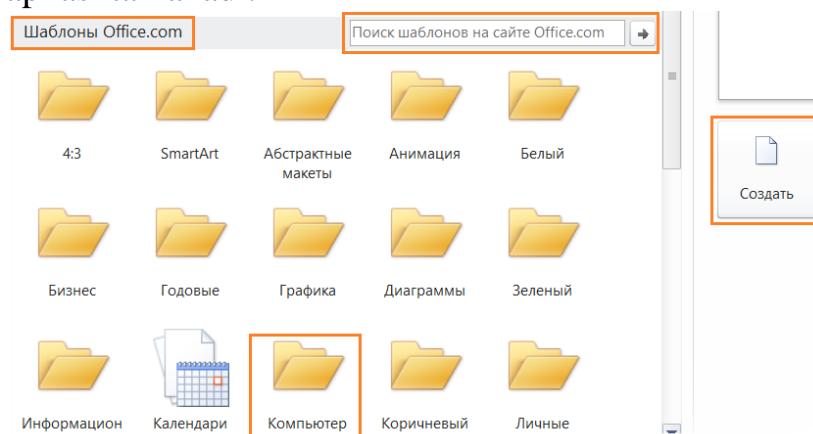 Шаблоны Office.com
Поиск шаблонов на сайте Office.com
4:3 SmartArt Абстрактные макеты Анимация Белый
Создать
Бизнес Годовые Графика Диаграммы Зеленый
Информацион Календари Компьютер Коричневый Личные